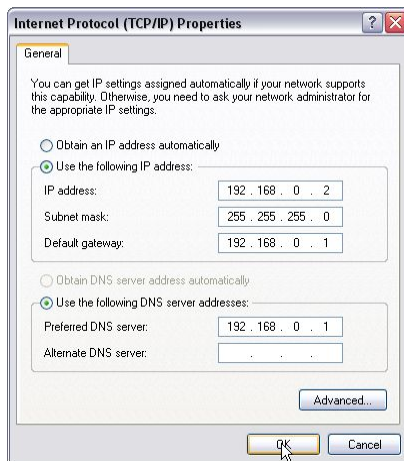 Internet Protocol (TCP/IP) Properties
General
You can get IP settings assigned automatically if your network supports
this capability. Otherwise, you need to ask your network administrator for
the appropriate IP settings.
Obtain an IP address automatically
Use the following IP address:
IP address: 192 . 168 . 0 . 2
Subnet mask: 255 . 255 . 255 . 0
Default gateway: 192 . 168 . 0 . 1
Obtain DNS server address automatically
Use the following DNS server addresses:
Preferred DNS server: 192 . 168 . 0 . 1
Alternate DNS server: . . .
Advanced...
OK Cancel